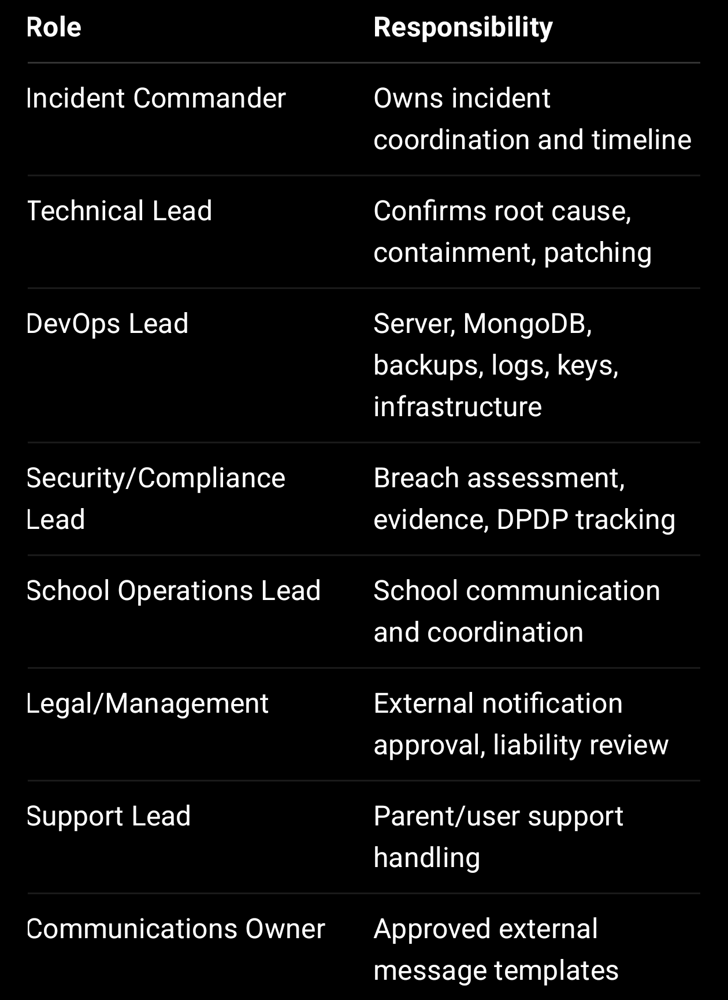 Role Responsibility
Incident Commander Owns incident
coordination and timeline
Technical Lead Confirms root cause,
containment, patching
DevOps Lead Server, MongoDB,
backups, logs, keys,
infrastructure
Security/Compliance Breach assessment,
Lead evidence, DPDP tracking
School Operations Lead School communication
and coordination
Legal/Management External notification
approval, liability review
Support Lead Parent/user support
handling
Communications Owner Approved external
message templates